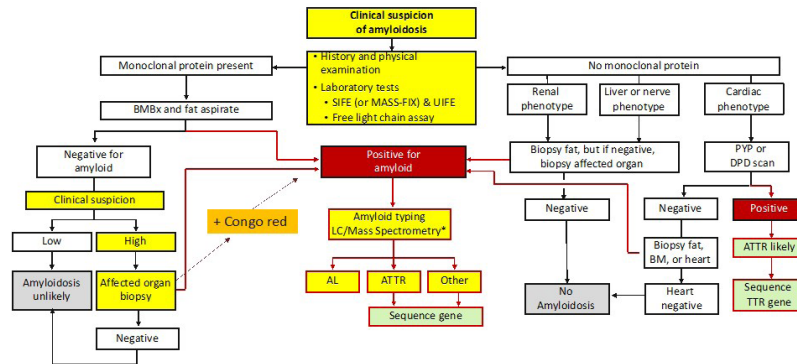 Clinical suspicion
of amyloidosis
• History and physical
examination
• Laboratory tests
• SIFE (or MASS-FIX) & UIFE
• Free light chain assay
Monoclonal protein present
No monoclonal protein
BMBx and fat aspirate
Renal
phenotype
Liver or nerve
phenotype
Cardiac
phenotype
Negative for
amyloid
Positive for
amyloid
Biopsy fat, but if negative,
biopsy affected organ
PYP or
DPD scan
Clinical suspicion
+ Congo red
Low
High
Amyloid typing
LC/Mass Spectrometry*
Negative
Negative
Positive
Amyloidosis
unlikely
Affected organ
biopsy
AL
ATTR
Other
Biopsy fat,
BM, or heart
ATTR likely
Negative
Sequence gene
No
Amyloidosis
Heart
negative
Sequence
TTR gene